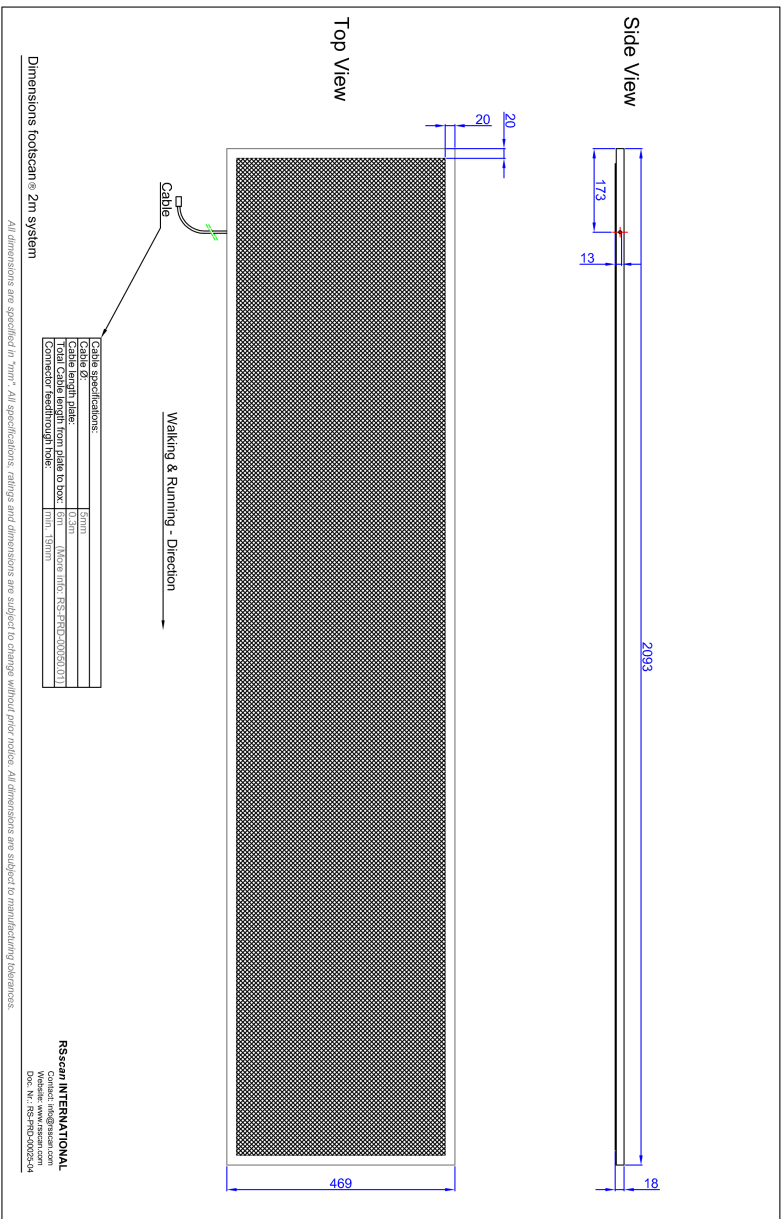 Side View
173
13
2093
18
Top View
20
20
469
Cable
Walking & Running - Direction
Cable specifications:
Cable Ø: 5mm
Cable length plate: 0.3m
Total Cable length from plate to box: 6m (More info: RS-PRD-00050.01)
Connector feedthrough hole: min. 19mm
RSscan INTERNATIONAL
Contact: info@rsscan.com
Website: www.rsscan.com
Doc. Nr.: RS-PRD-00025-04
Dimensions footscan® 2m system
All dimensions are specified in "mm". All specifications, ratings and dimensions are subject to change without prior notice. All dimensions are subject to manufacturing tolerances.